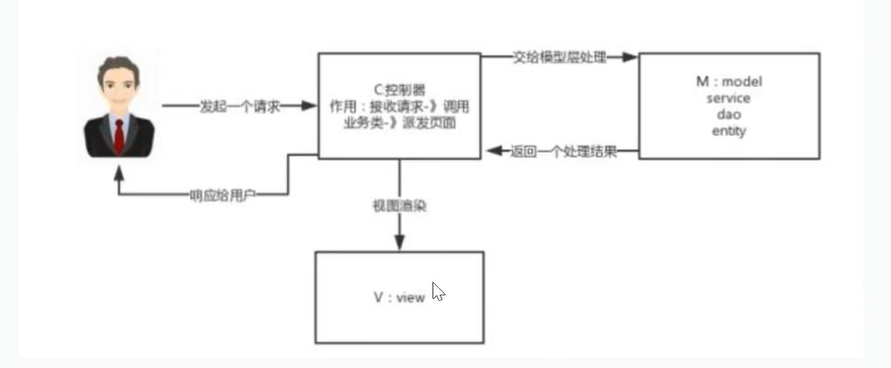 发起一个请求
C控制器
作用：接收请求-》调用
业务类-》派发页面
交给模型层处理
M：model
service
dao
entity
返回一个处理结果
响应给用户
视图渲染
V：view